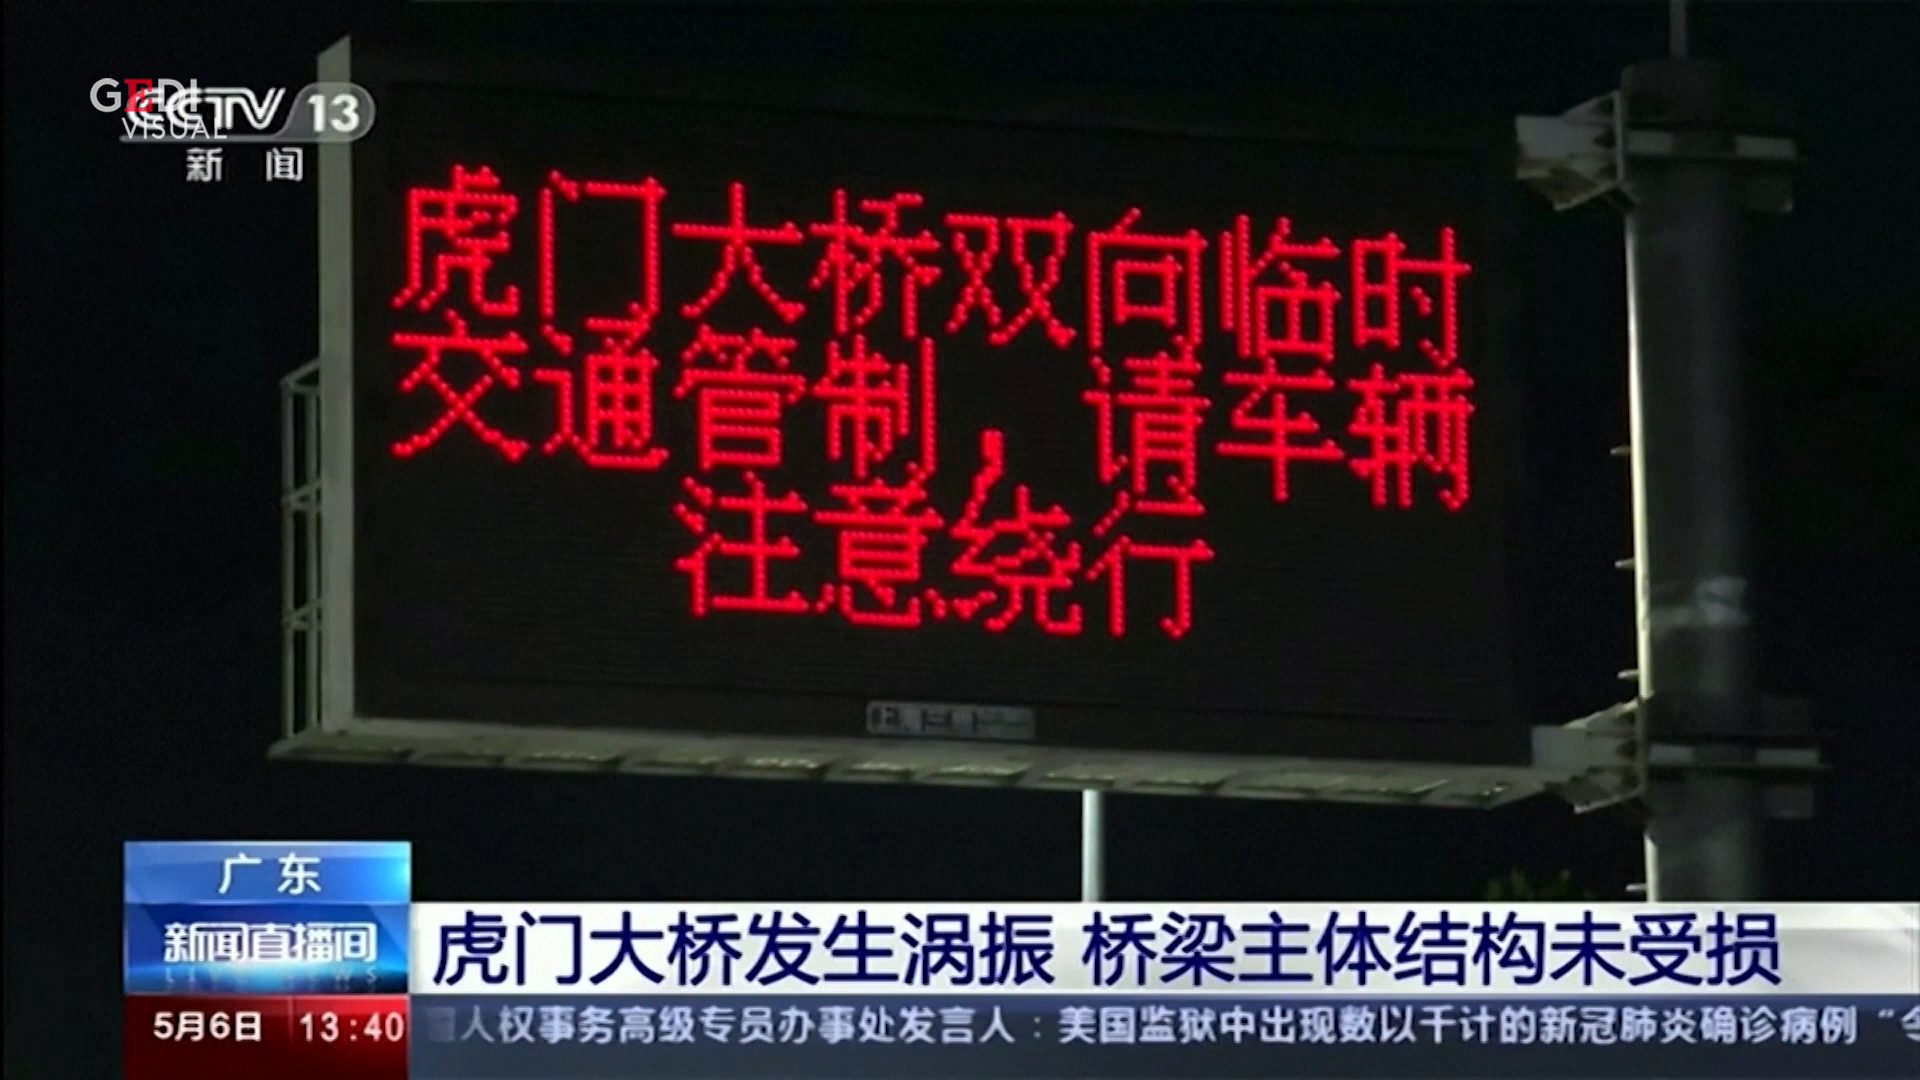 GEDI
VISUAL
CCTV 13
新 闻
虎门大桥双向临时
交通管制，请车辆
注意绕行
广东
新闻直播间
LIVE NEWS
虎门大桥发生涡振 桥梁主体结构未受损
5月6日 13:40
人权事务高级专员办事处发言人：美国监狱中出现数以千计的新冠肺炎确诊病例 “